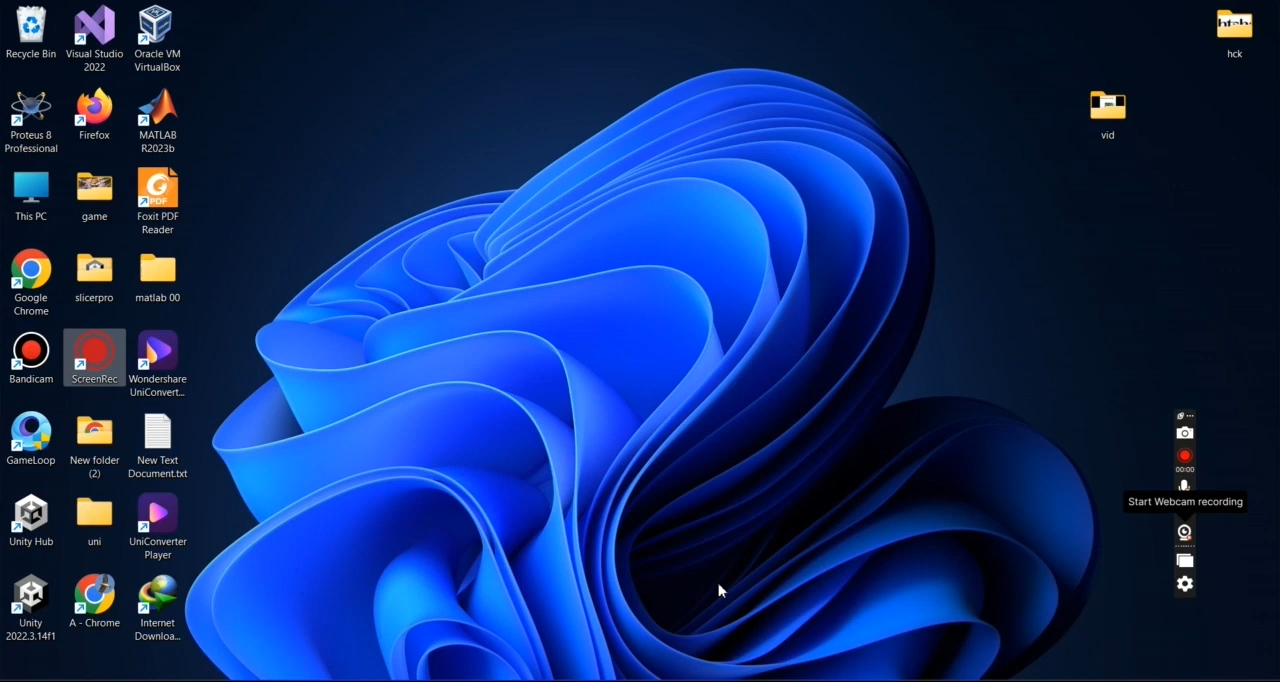 Recycle Bin
Visual Studio
2022
Oracle VM
VirtualBox
Proteus 8
Professional
Firefox
MATLAB
R2023b
This PC
game
PDF
Foxit PDF
Reader
Google
Chrome
slicerpro
matlab 00
Bandicam
ScreenRec
Wondershare
UniConvert...
GameLoop
New folder
(2)
New Text
Document.txt
Unity Hub
uni
UniConverter
Player
Unity
2022.3.14f1
A - Chrome
Internet
Downloa...
hck
vid
00:00
Start Webcam recording